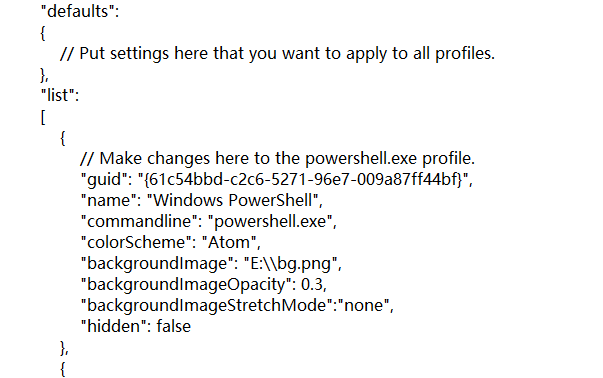 "defaults":
{
// Put settings here that you want to apply to all profiles.
},
"list":
[
{
// Make changes here to the powershell.exe profile.
"guid": "{61c54bbd-c2c6-5271-96e7-009a87ff44bf}",
"name": "Windows PowerShell",
"commandline": "powershell.exe",
"colorScheme": "Atom",
"backgroundImage": "E:\\bg.png",
"backgroundImageOpacity": 0.3,
"backgroundImageStretchMode":"none",
"hidden": false
},
{